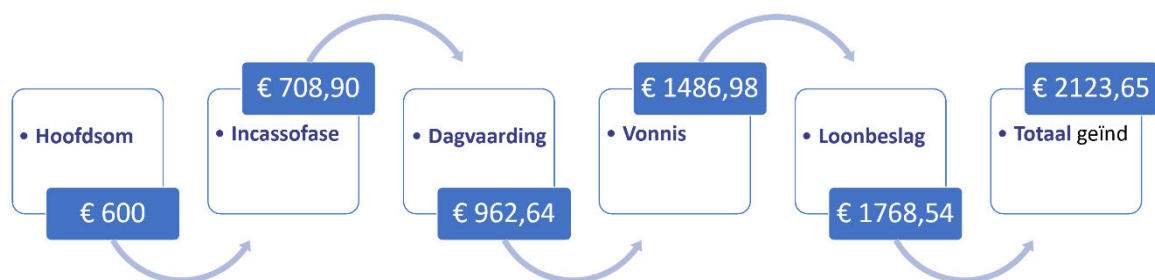 • Hoofdsom
€ 600
€ 708,90
• Incassofase
• Dagvaarding
€ 962,64
€ 1486,98
• Vonnis
• Loonbeslag
€ 1768,54
€ 2123,65
• Totaal geïnd